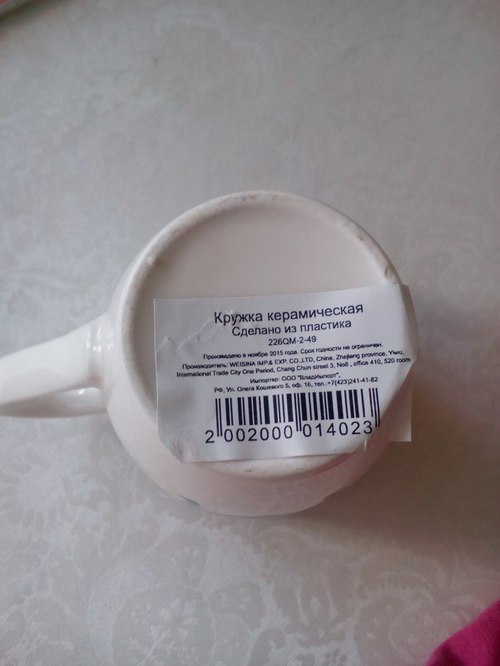 Кружка керамическая
Сделано из пластика
226QM-2-49
Произведено в ноябре 2015 года. Срок годности не ограничен.
Производитель: WEISINA IMP.& EXP. CO.,LTD, China, Zhejieng province, Yiwu,
International Trade City One Period, Chang Chun street 3, No8 , office 410, 520 room
Импортер: ООО "ВладИмпорт",
РФ, Ул. Олега Кошевого 5, оф. 16, тел.:+7(423)241-41-82
2 002000 014023